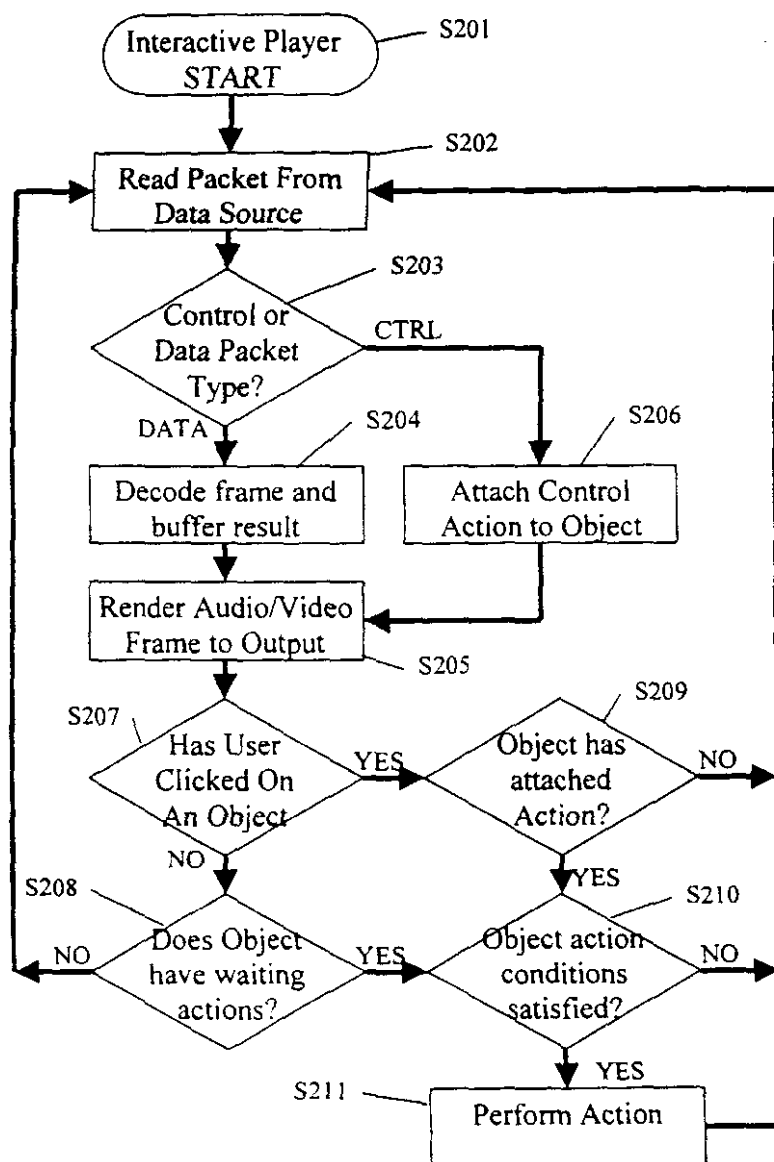 Interactive Player
START
S201
S202
Read Packet From
Data Source
S203
Control or
Data Packet
Type?
CTRL
DATA
S204
S206
Decode frame and
buffer result
Attach Control
Action to Object
Render Audio/Video
Frame to Output
S205
S207
S209
Has User
Clicked On
An Object
YES
Object has
attached
Action?
NO
NO
YES
S208
S210
Does Object
have waiting
actions?
NO
YES
Object action
conditions
satisfied?
NO
YES
S211
Perform Action